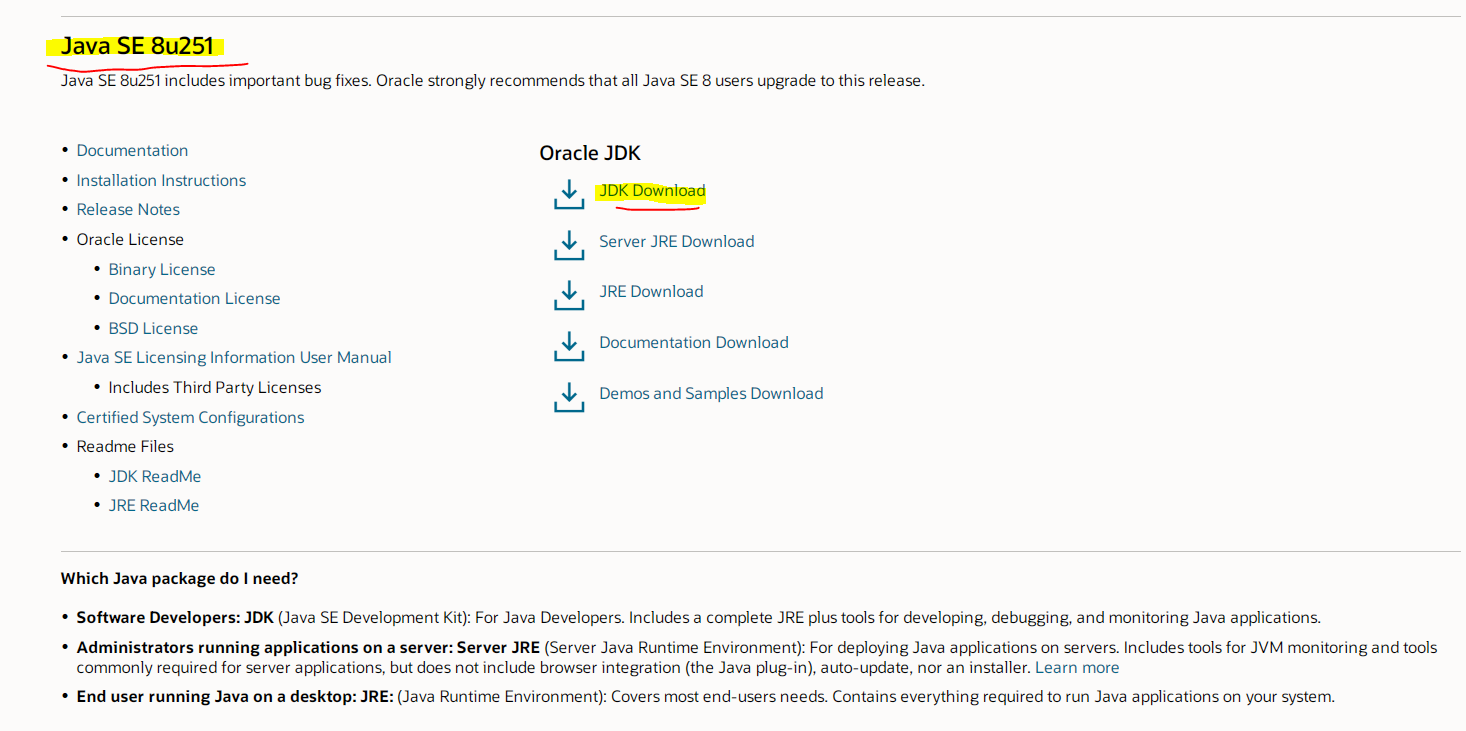 Java SE 8u251
Java SE 8u251 includes important bug fixes. Oracle strongly recommends that all Java SE 8 users upgrade to this release.
• Documentation
• Installation Instructions
• Release Notes
• Oracle License
• Binary License
• Documentation License
• BSD License
• Java SE Licensing Information User Manual
• Includes Third Party Licenses
• Certified System Configurations
• Readme Files
• JDK ReadMe
• JRE ReadMe
Oracle JDK
JDK Download
Server JRE Download
JRE Download
Documentation Download
Demos and Samples Download
Which Java package do I need?
• Software Developers: JDK (Java SE Development Kit): For Java Developers. Includes a complete JRE plus tools for developing, debugging, and monitoring Java applications.
• Administrators running applications on a server: Server JRE (Server Java Runtime Environment): For deploying Java applications on servers. Includes tools for JVM monitoring and tools
commonly required for server applications, but does not include browser integration (the Java plug-in), auto-update, nor an installer. Learn more
• End user running Java on a desktop: JRE: (Java Runtime Environment): Covers most end-users needs. Contains everything required to run Java applications on your system.